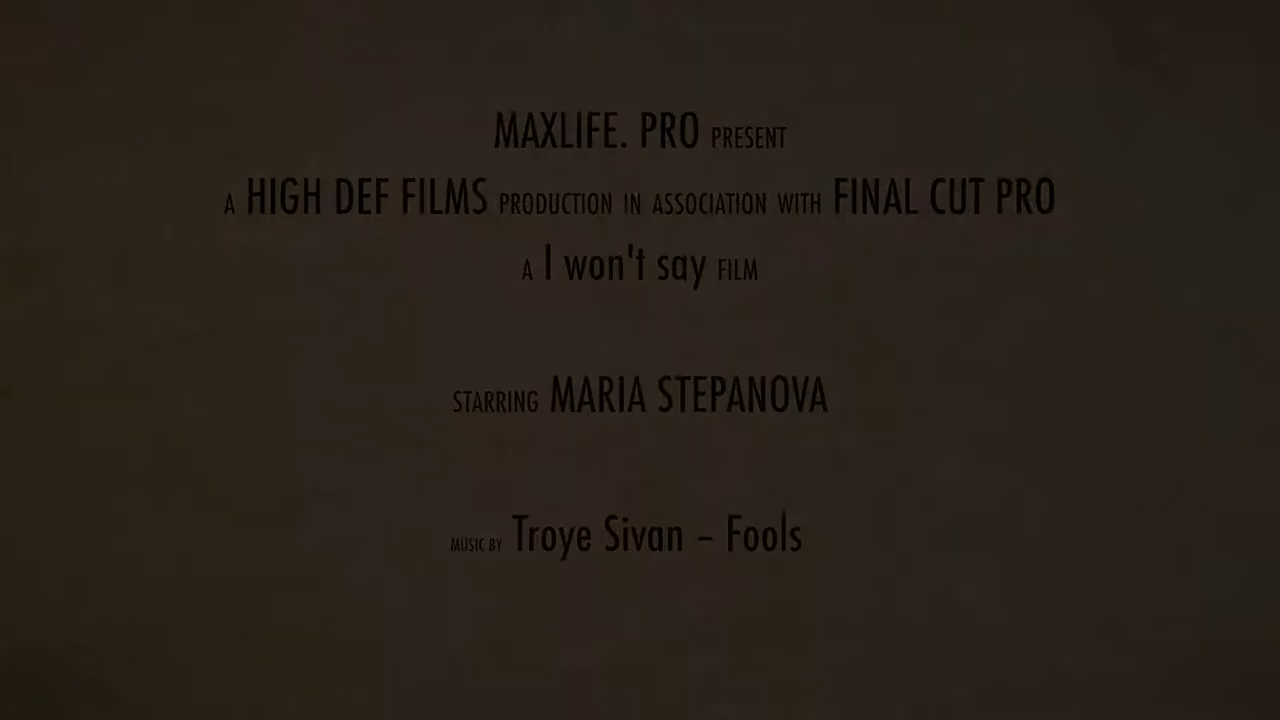 MAXLIFE. PRO PRESENT
A HIGH DEF FILMS PRODUCTION IN ASSOCIATION WITH FINAL CUT PRO
A I won't say FILM
STARRING MARIA STEPANOVA
MUSIC BY Troye Sivan – Fools